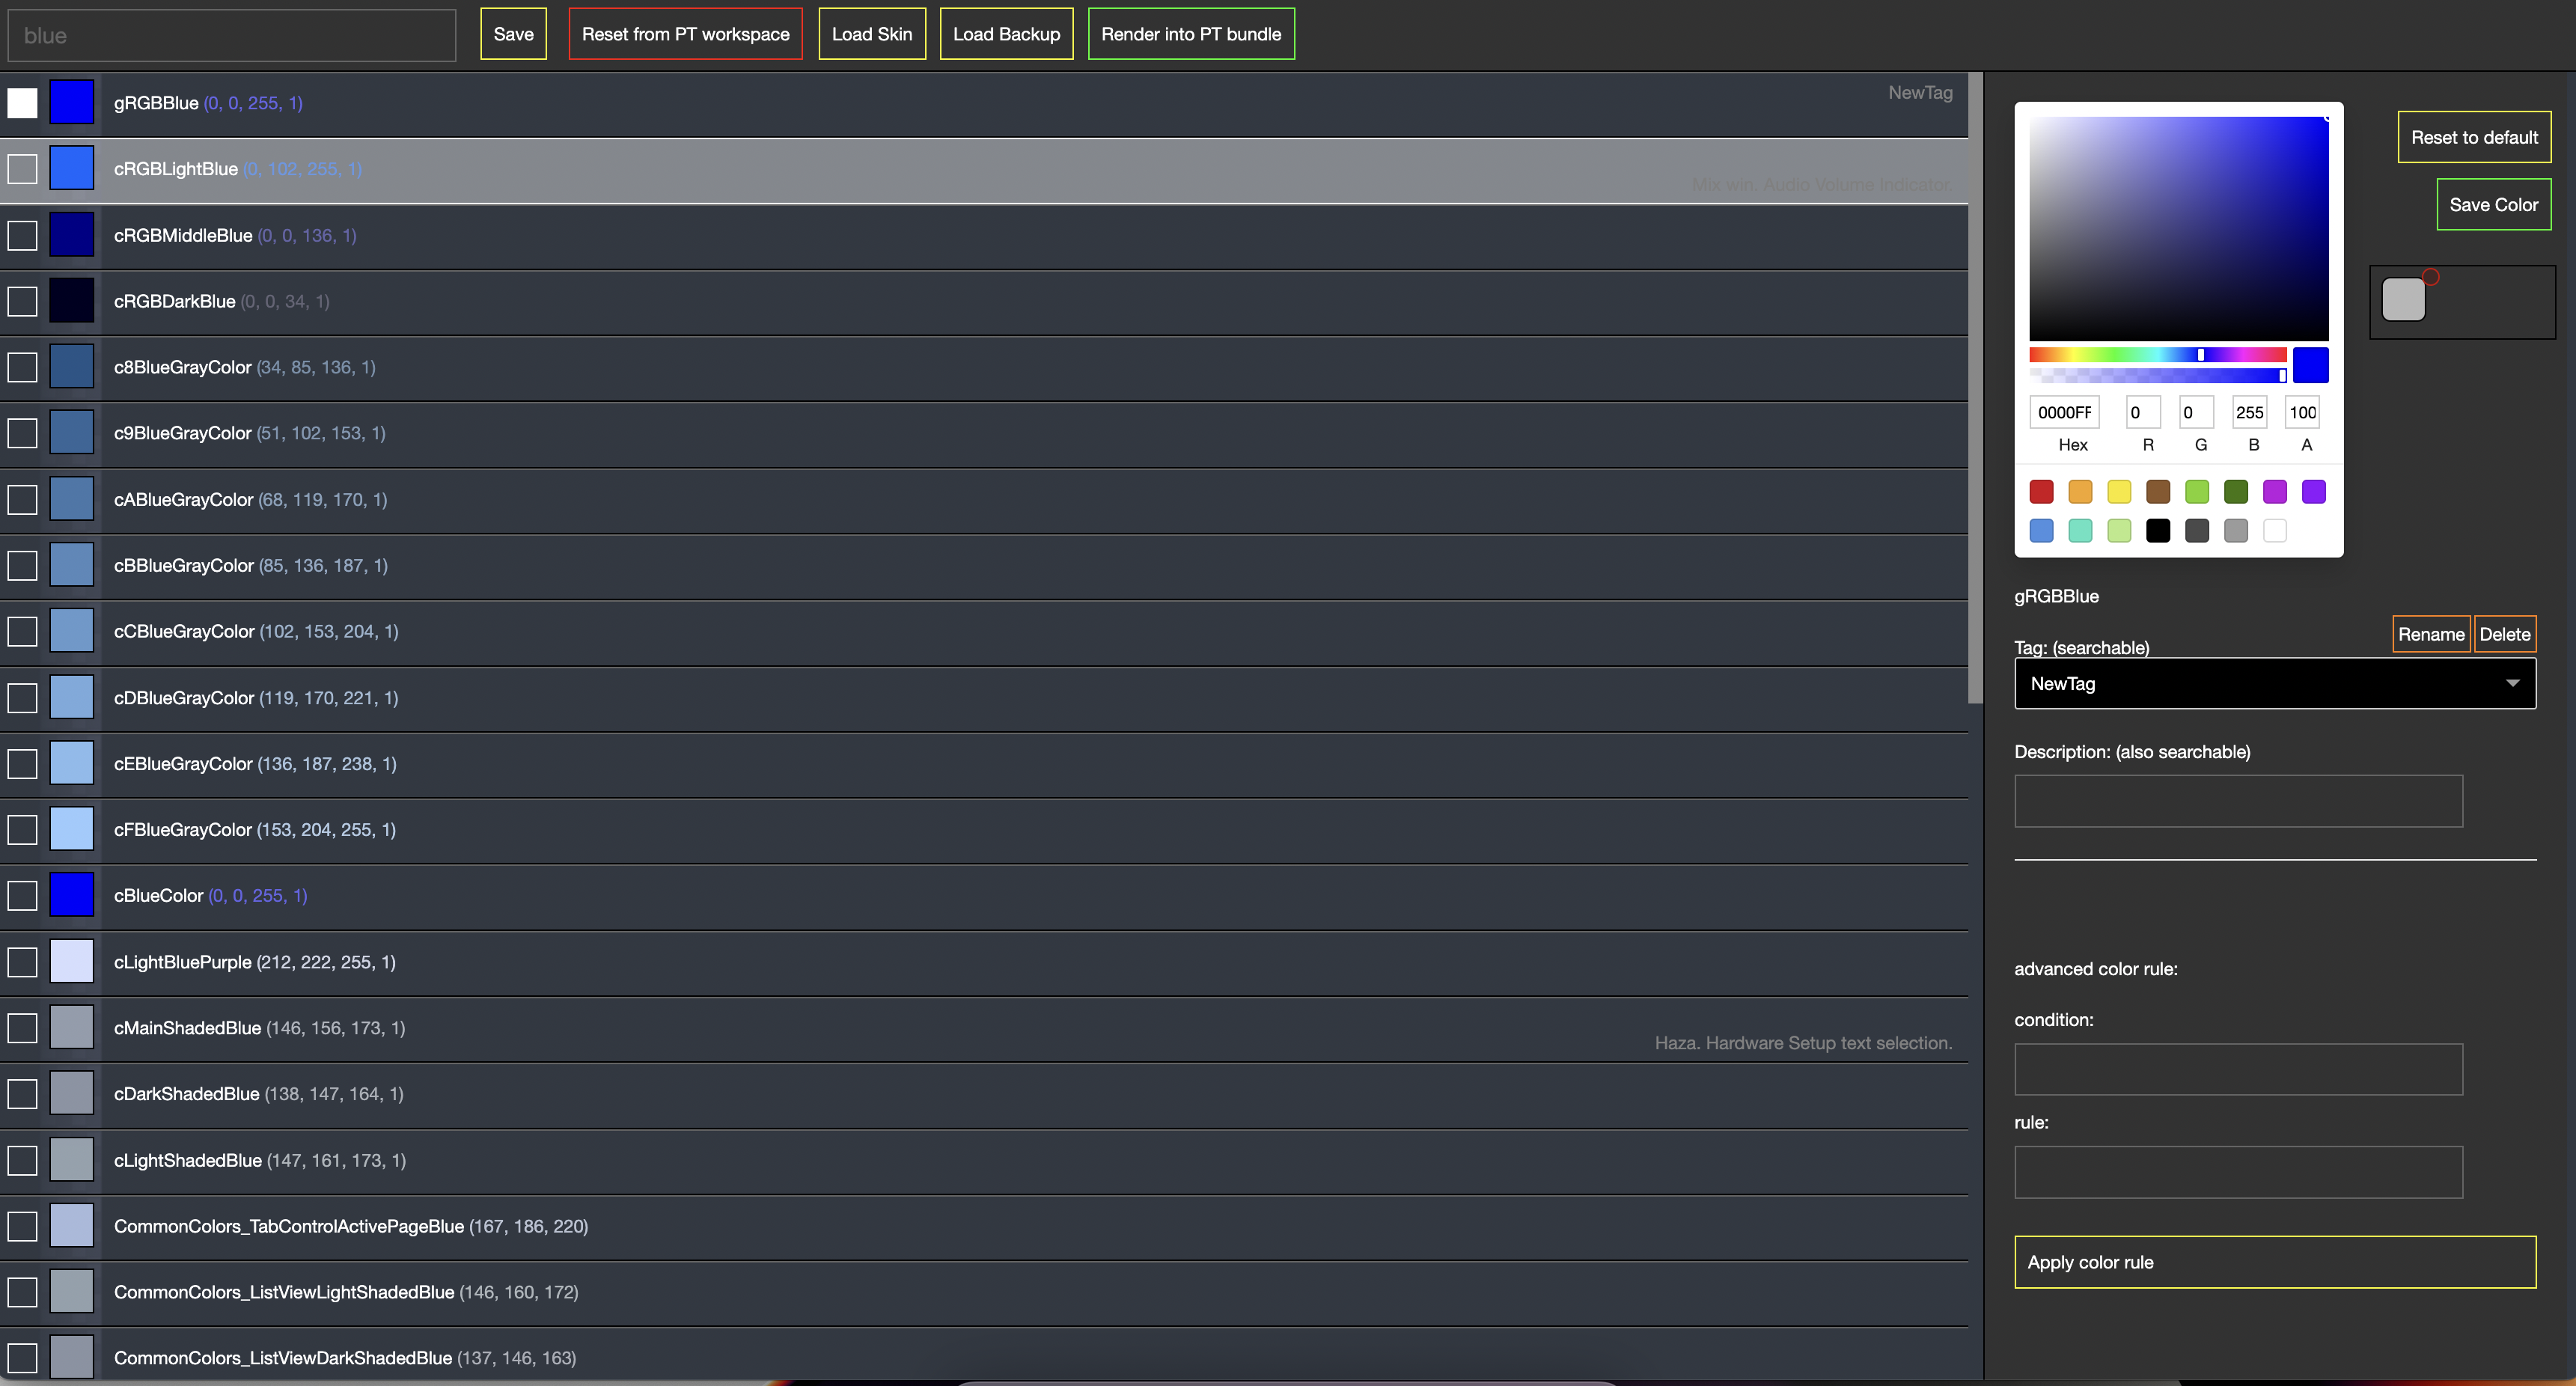 blue
Save
Reset from PT workspace
Load Skin
Load Backup
Render into PT bundle
gRGBBlue (0, 0, 255, 1)
NewTag
cRGBLightBlue (0, 102, 255, 1)
Mix win. Audio Volume Indicator.
cRGBMiddleBlue (0, 0, 136, 1)
cRGBDarkBlue (0, 0, 34, 1)
c8BlueGrayColor (34, 85, 136, 1)
c9BlueGrayColor (51, 102, 153, 1)
cABlueGrayColor (68, 119, 170, 1)
cBBlueGrayColor (85, 136, 187, 1)
cCBlueGrayColor (102, 153, 204, 1)
cDBlueGrayColor (119, 170, 221, 1)
cEBlueGrayColor (136, 187, 238, 1)
cFBlueGrayColor (153, 204, 255, 1)
cBlueColor (0, 0, 255, 1)
cLightBluePurple (212, 222, 255, 1)
cMainShadedBlue (146, 156, 173, 1)
Haza. Hardware Setup text selection.
cDarkShadedBlue (138, 147, 164, 1)
cLightShadedBlue (147, 161, 173, 1)
CommonColors_TabControlActivePageBlue (167, 186, 220)
CommonColors_ListViewLightShadedBlue (146, 160, 172)
CommonColors_ListViewDarkShadedBlue (137, 146, 163)
Reset to default
Save Color
0000FF 0 0 255 100
Hex R G B A
gRGBBlue
Rename Delete
Tag: (searchable)
NewTag
Description: (also searchable)
advanced color rule:
condition:
rule:
Apply color rule